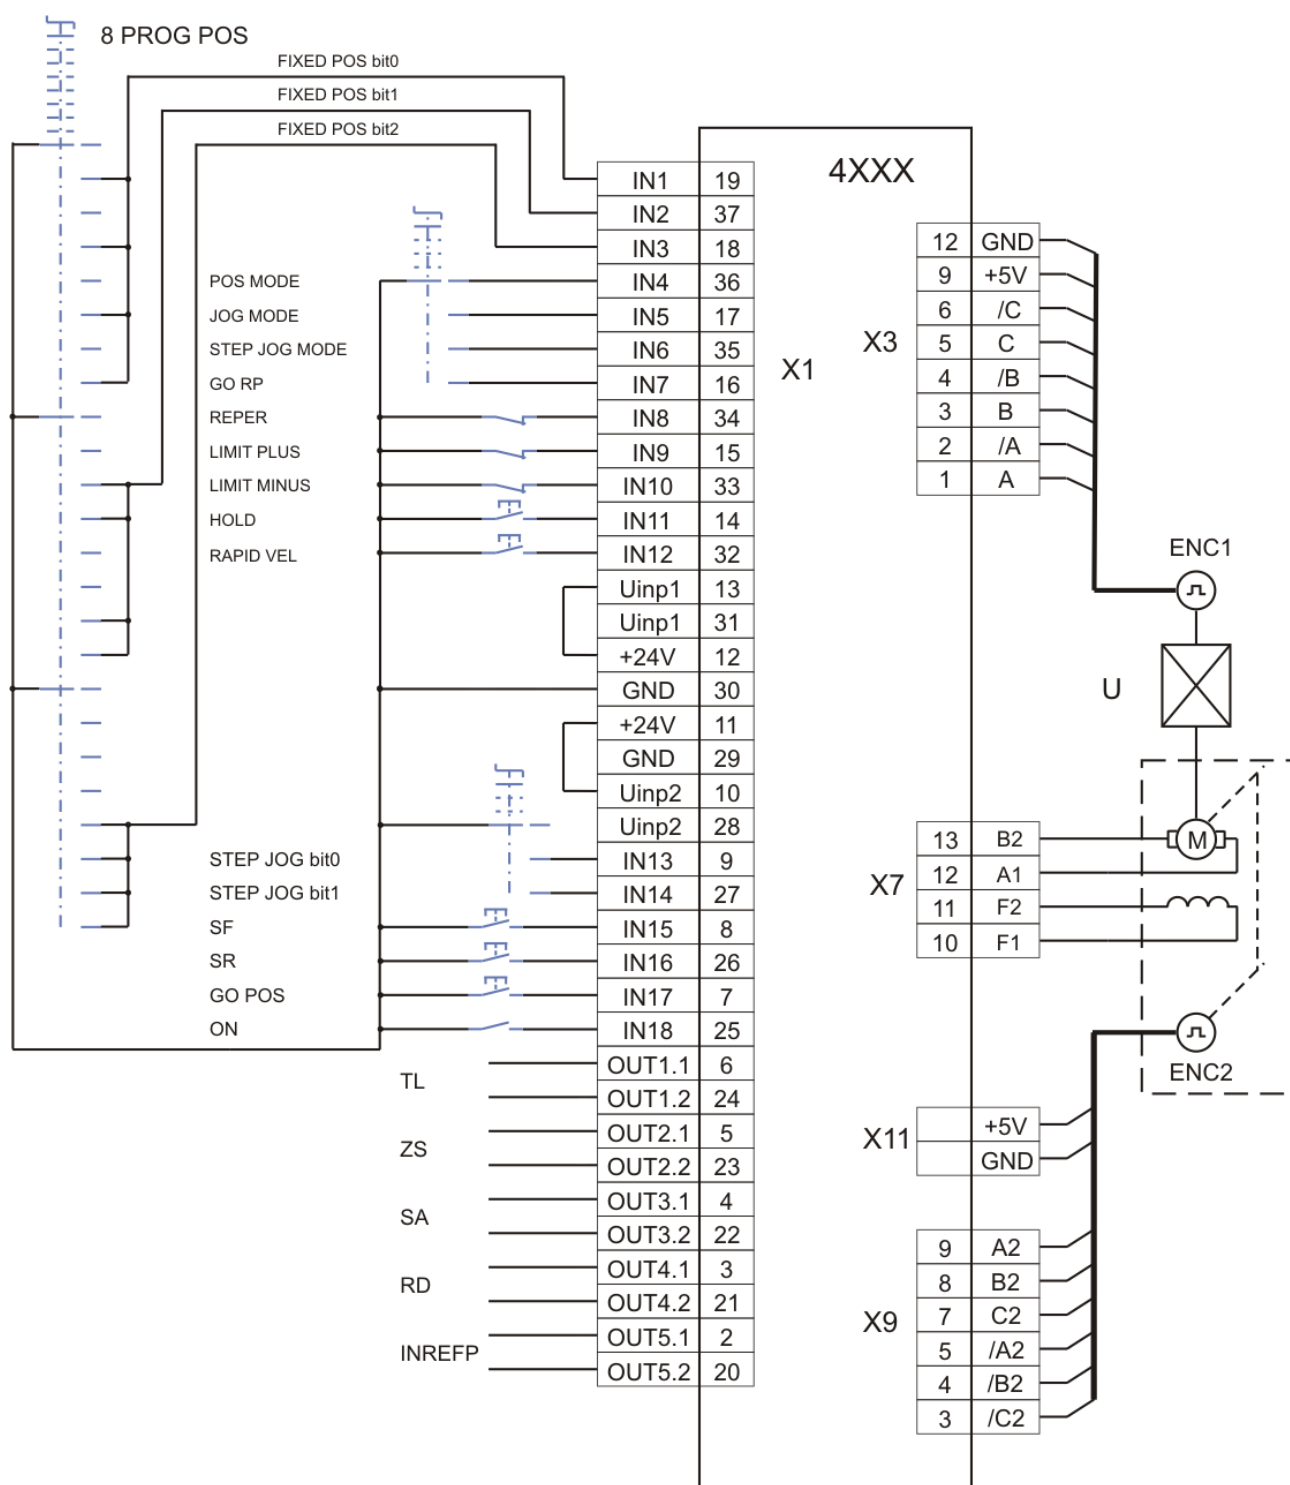 8 PROG POS
FIXED POS bit0
FIXED POS bit1
FIXED POS bit2
4XXX
X1
IN1 19
IN2 37
IN3 18
POS MODE IN4 36
JOG MODE IN5 17
STEP JOG MODE IN6 35
GO RP IN7 16
REPER IN8 34
LIMIT PLUS IN9 15
LIMIT MINUS IN10 33
HOLD IN11 14
RAPID VEL IN12 32
Uinp1 13
Uinp1 31
+24V 12
GND 30
+24V 11
GND 29
Uinp2 10
Uinp2 28
STEP JOG bit0 IN13 9
STEP JOG bit1 IN14 27
SF IN15 8
SR IN16 26
GO POS IN17 7
ON IN18 25
TL
OUT1.1 6
OUT1.2 24
ZS
OUT2.1 5
OUT2.2 23
SA
OUT3.1 4
OUT3.2 22
RD
OUT4.1 3
OUT4.2 21
INREFP
OUT5.1 2
OUT5.2 20
X3
12 GND
9 +5V
6 /C
5 C
4 /B
3 B
2 /A
1 A
ENC1
U
M
X7
13 B2
12 A1
11 F2
10 F1
ENC2
X11
+5V
GND
X9
9 A2
8 B2
7 C2
5 /A2
4 /B2
3 /C2